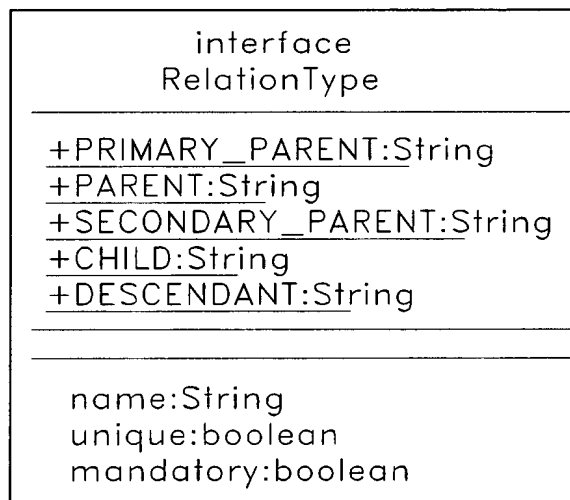 interface
RelationType
+PRIMARY_PARENT:String
+PARENT:String
+SECONDARY_PARENT:String
+CHILD:String
+DESCENDANT:String
name:String
unique:boolean
mandatory:boolean